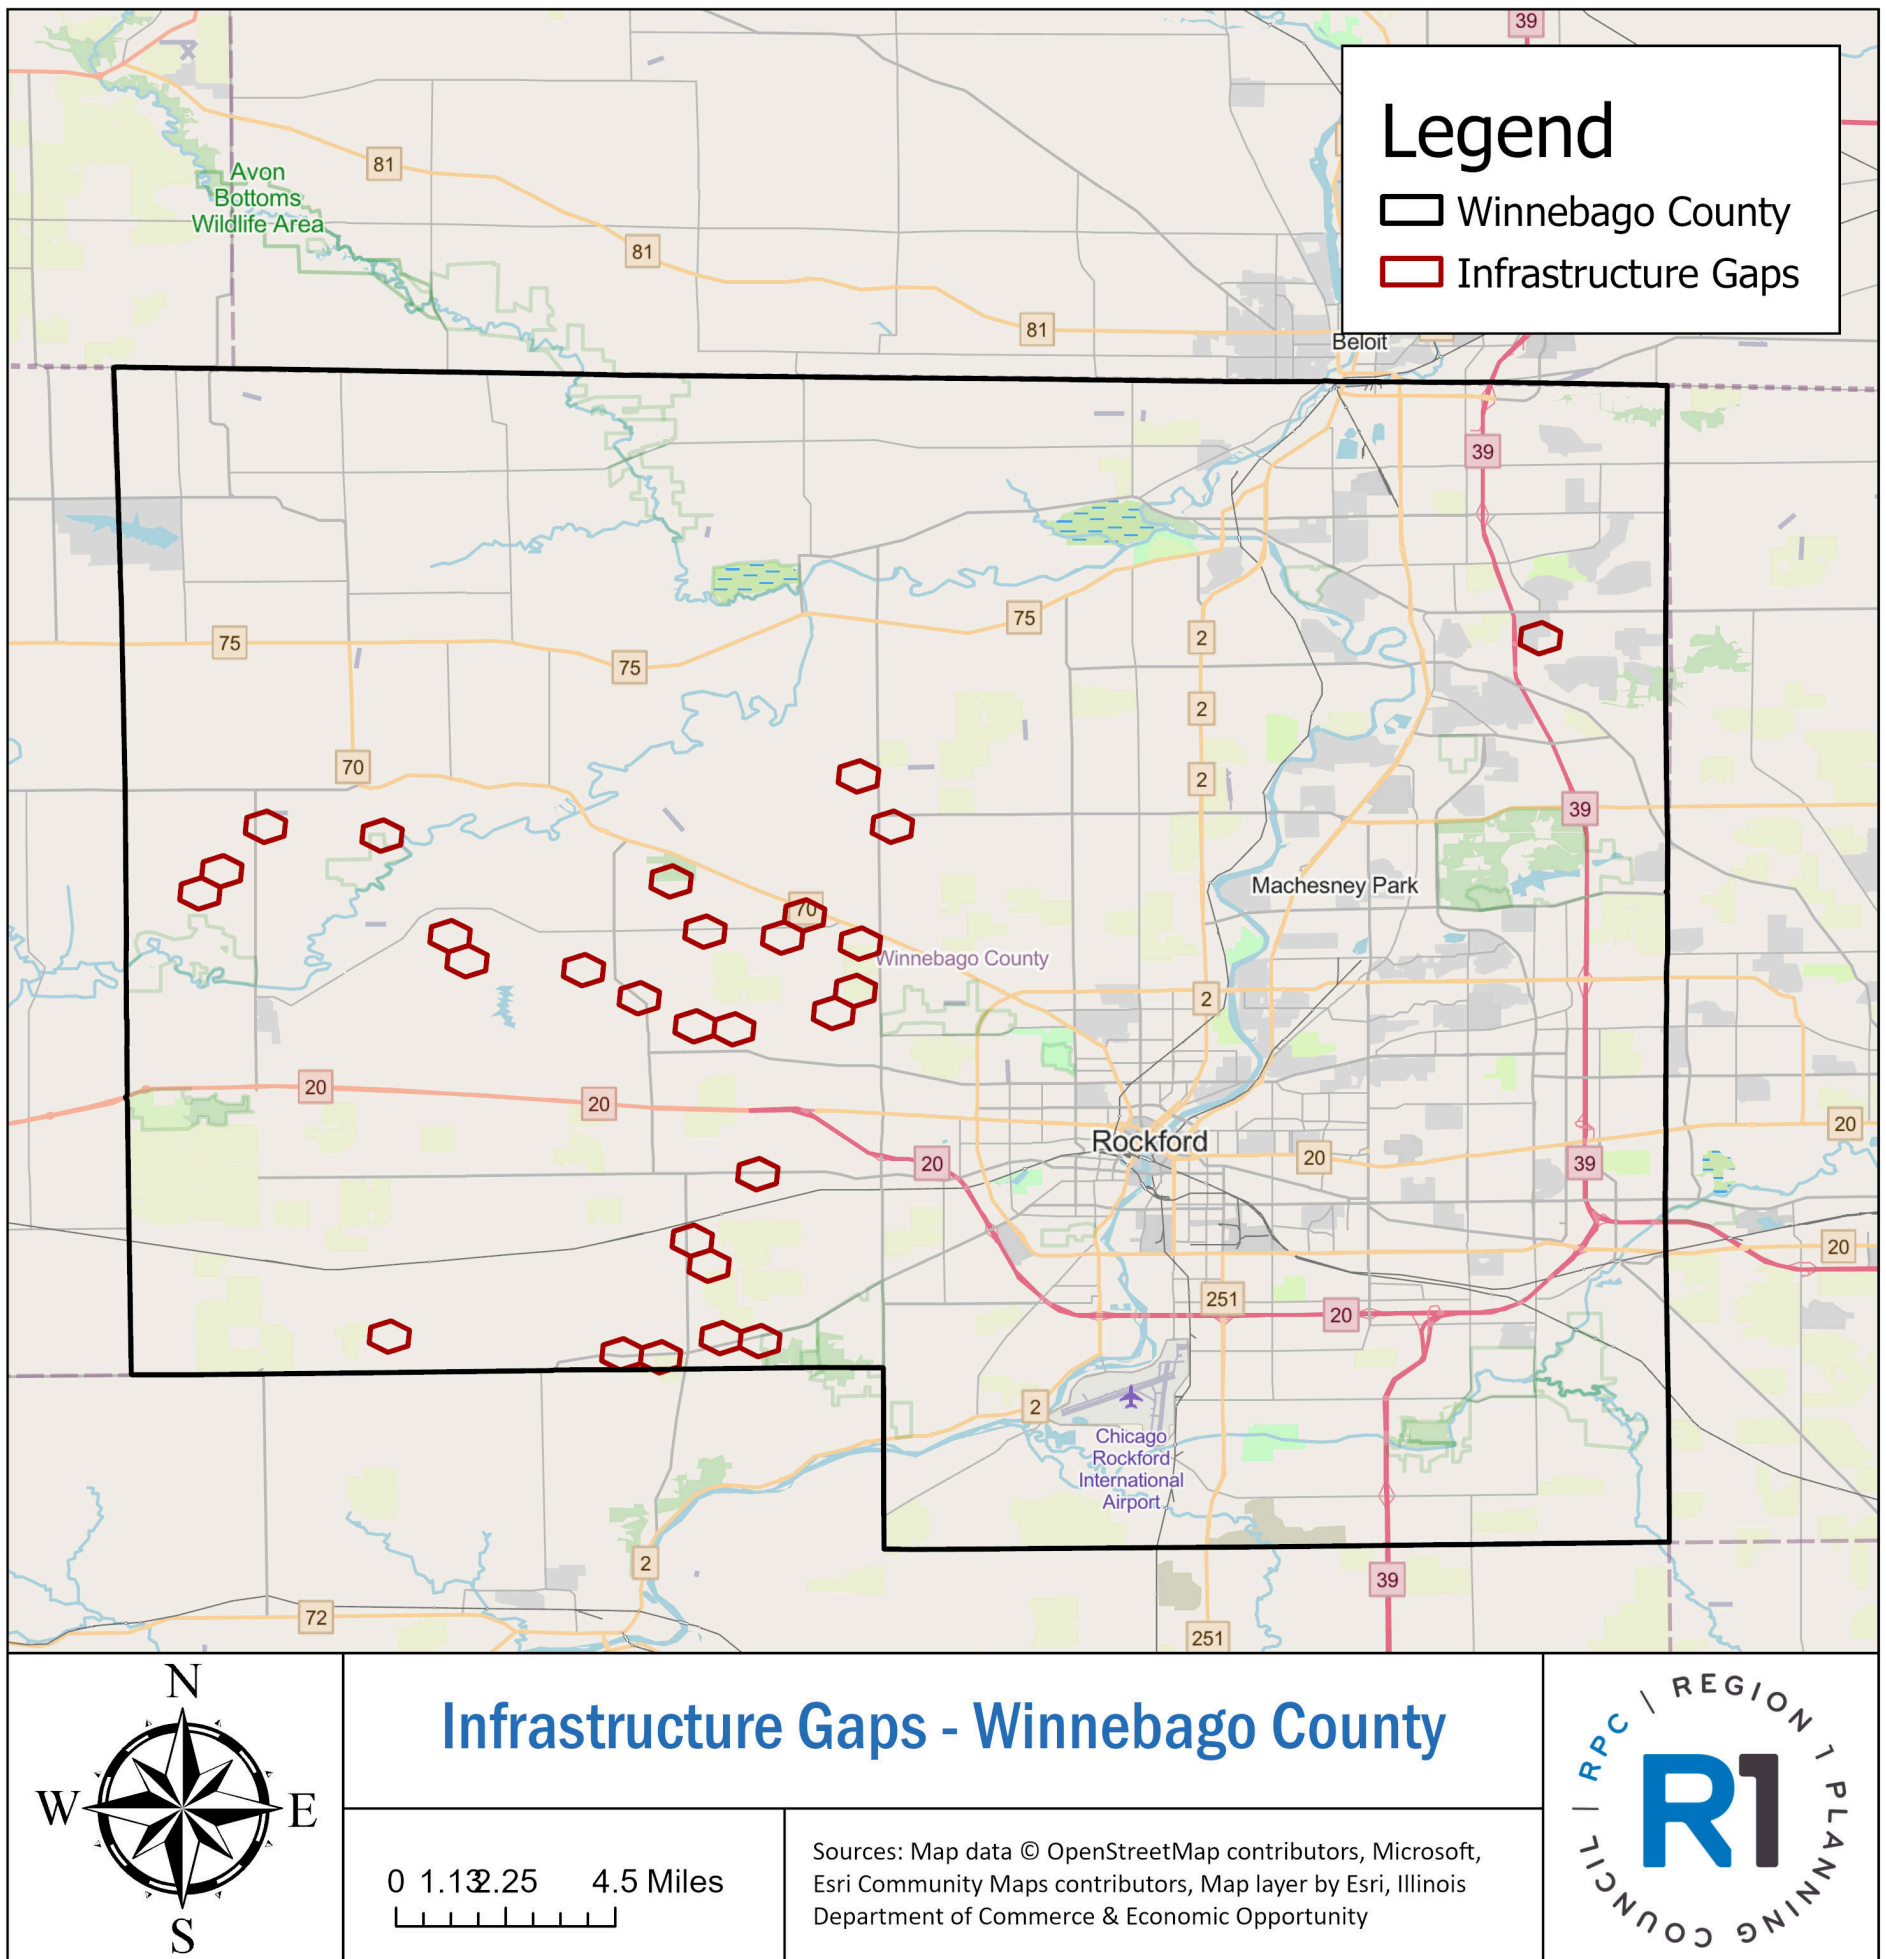 39
Legend
Winnebago County
Infrastructure Gaps
81
Avon
Bottoms
Wildlife Area
81
81
Beloit
39
75
75
75
2
2
70
2
39
Machesney Park
70
Winnebago County
2
20
20
20
Rockford
20
20
39
20
251
20
2
Chicago
Rockford
International
Airport
2
39
72
251
N
W
E
S
Infrastructure Gaps - Winnebago County
0 1.13 2.25 4.5 Miles
Sources: Map data © OpenStreetMap contributors, Microsoft,
Esri Community Maps contributors, Map layer by Esri, Illinois
Department of Commerce & Economic Opportunity
RPC | REGION 1 PLANNING COUNCIL |
R1